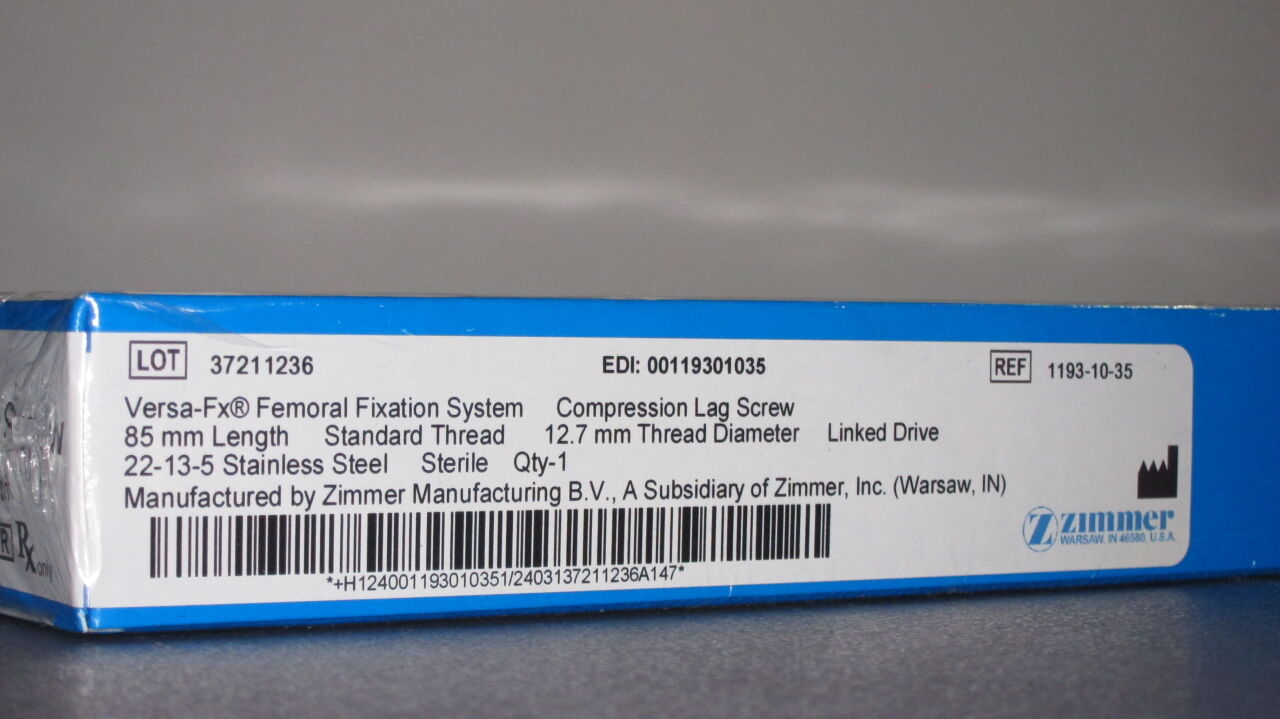 LOT 37211236 EDI: 00119301035 REF 1193-10-35
Versa-Fx® Femoral Fixation System Compression Lag Screw
85 mm Length Standard Thread 12.7 mm Thread Diameter Linked Drive
22-13-5 Stainless Steel Sterile Qty-1
Manufactured by Zimmer Manufacturing B.V., A Subsidiary of Zimmer, Inc. (Warsaw, IN)
*+H124001193010351/2403137211236A147*
Z zimmer
WARSAW, IN 46580, U.S.A.
R Rx only